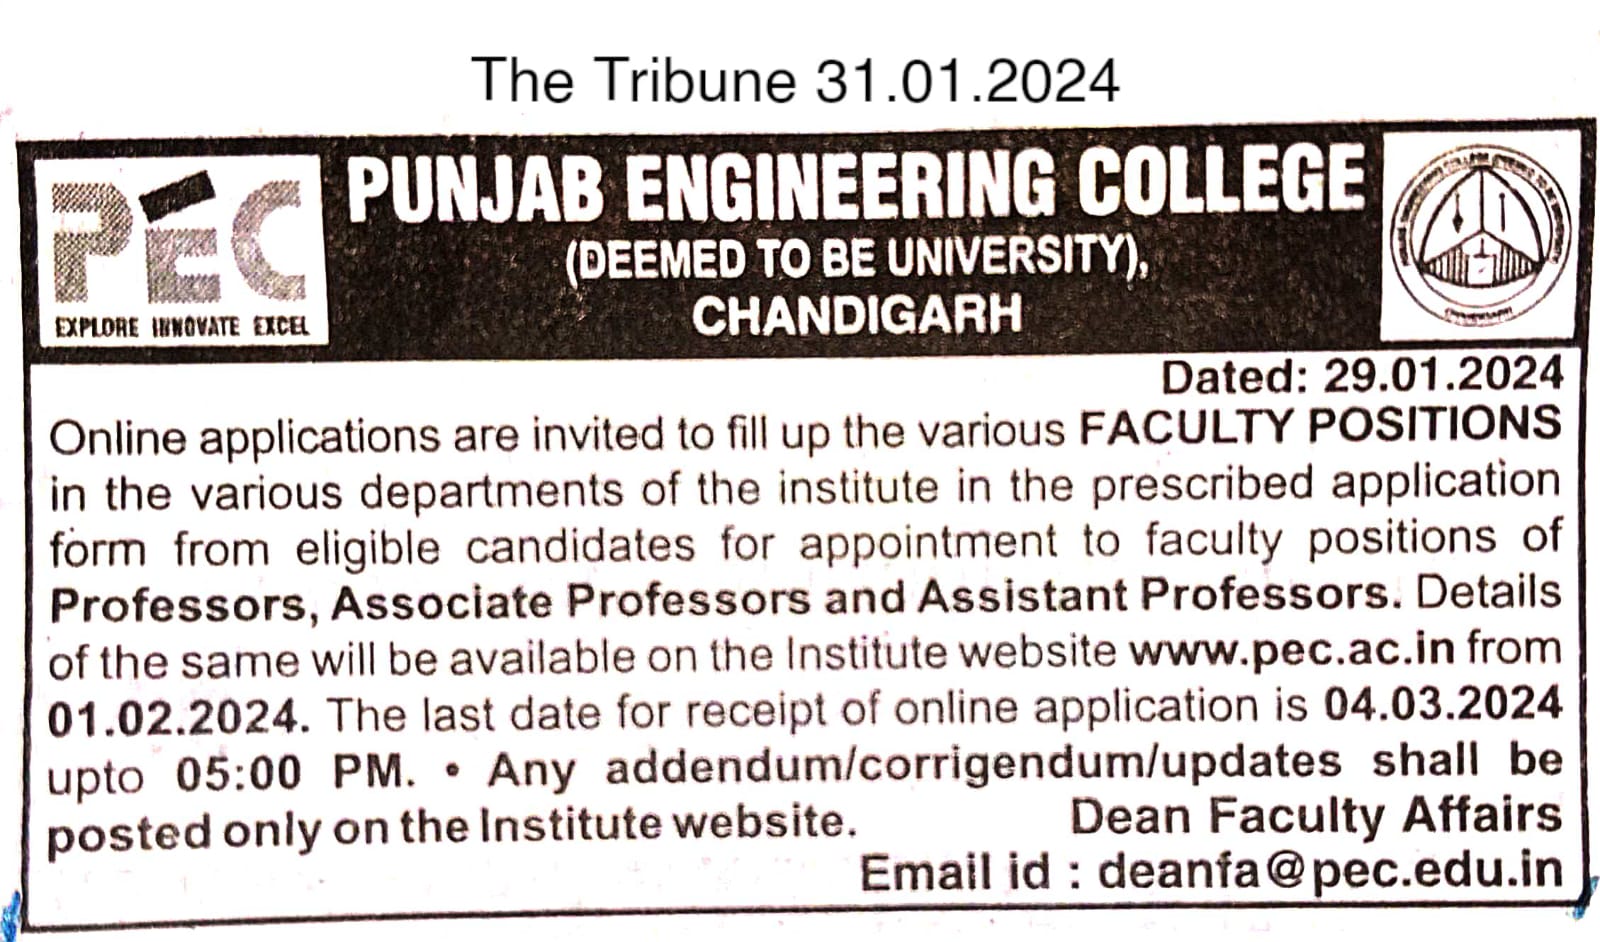 The Tribune 31.01.2024
PEC
EXPLORE INNOVATE EXCEL
PUNJAB ENGINEERING COLLEGE
(DEEMED TO BE UNIVERSITY),
CHANDIGARH
Dated: 29.01.2024
Online applications are invited to fill up the various FACULTY POSITIONS
in the various departments of the institute in the prescribed application
form from eligible candidates for appointment to faculty positions of
Professors, Associate Professors and Assistant Professors. Details
of the same will be available on the Institute website www.pec.ac.in from
01.02.2024. The last date for receipt of online application is 04.03.2024
upto 05:00 PM. • Any addendum/corrigendum/updates shall be
posted only on the Institute website.
Dean Faculty Affairs
Email id : deanfa@pec.edu.in